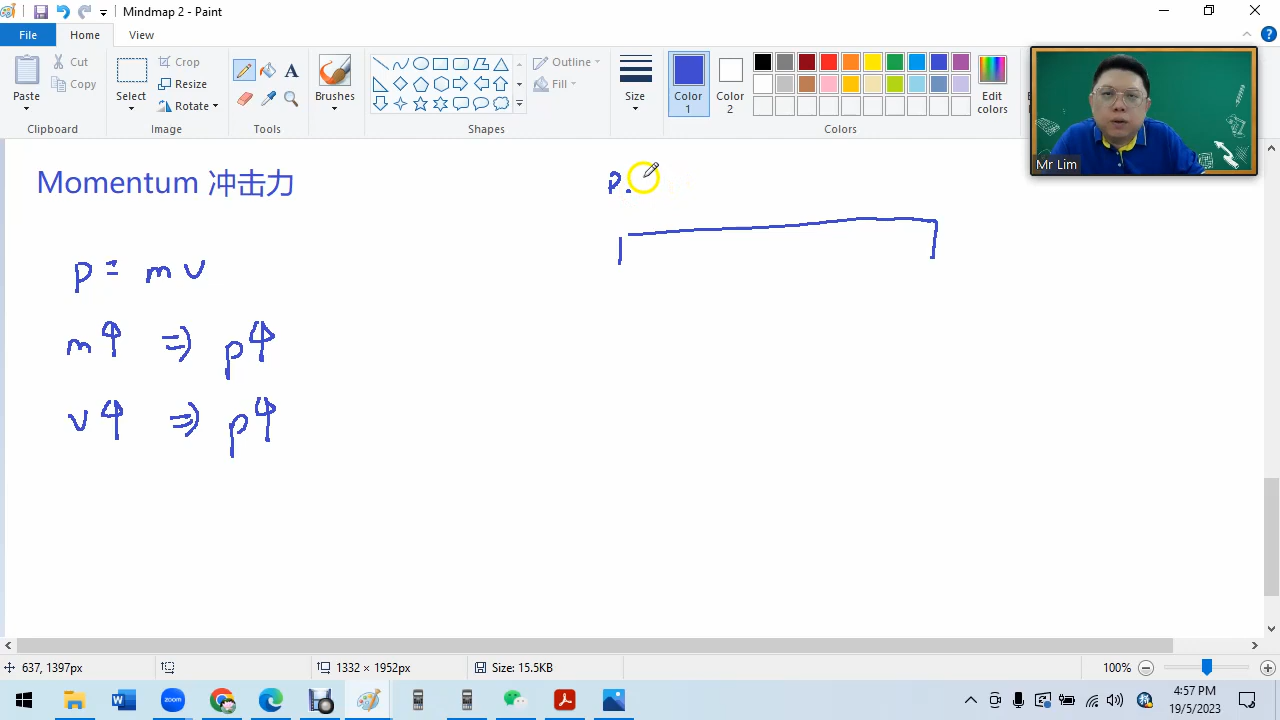 Mindmap 2 - Paint
File Home View
Paste Cut Copy
Select Crop Resize Rotate
Brushes
Outline Fill
Size
Color 1
Color 2
Edit colors
Clipboard Image Tools Shapes Colors
Mr Lim
Momentum 冲击力
p = mv
m↑ ⇒ p↑
v↑ ⇒ p↑
P.
637, 1397px 1332 × 1952px Size: 15.5KB 100%
zoom
4:57 PM
19/5/2023